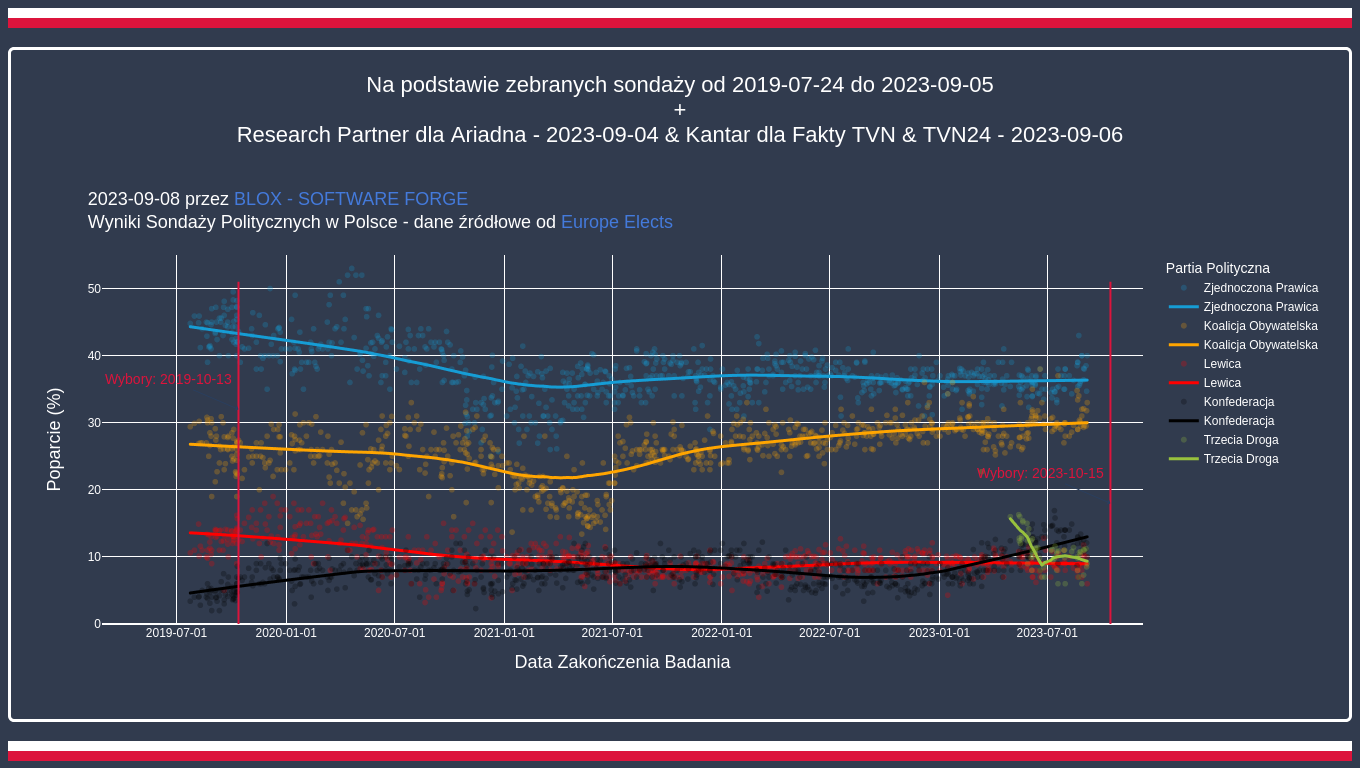 Na podstawie zebranych sondaży od 2019-07-24 do 2023-09-05
+
Research Partner dla Ariadna - 2023-09-04 & Kantar dla Fakty TVN & TVN24 - 2023-09-06
2023-09-08 przez BLOX - SOFTWARE FORGE
Wyniki Sondaży Politycznych w Polsce - dane źródłowe od Europe Elects
Poparcie (%)
50
40
30
20
10
0
Wybory: 2019-10-13
Wybory: 2023-10-15
2019-07-01
2020-01-01
2020-07-01
2021-01-01
2021-07-01
2022-01-01
2022-07-01
2023-01-01
2023-07-01
Data Zakończenia Badania
Partia Polityczna
Zjednoczona Prawica
Zjednoczona Prawica
Koalicja Obywatelska
Koalicja Obywatelska
Lewica
Lewica
Konfederacja
Konfederacja
Trzecia Droga
Trzecia Droga